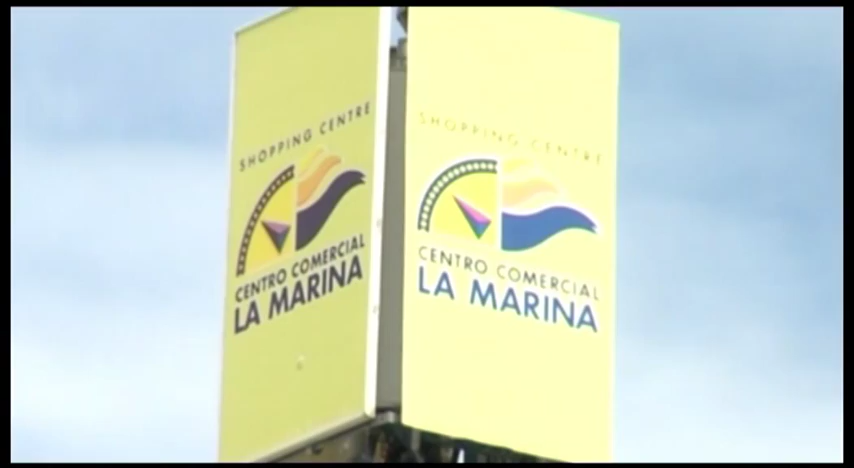 SHOPPING CENTRE
CENTRO COMERCIAL
LA MARINA
SHOPPING CENTRE
CENTRO COMERCIAL
LA MARINA